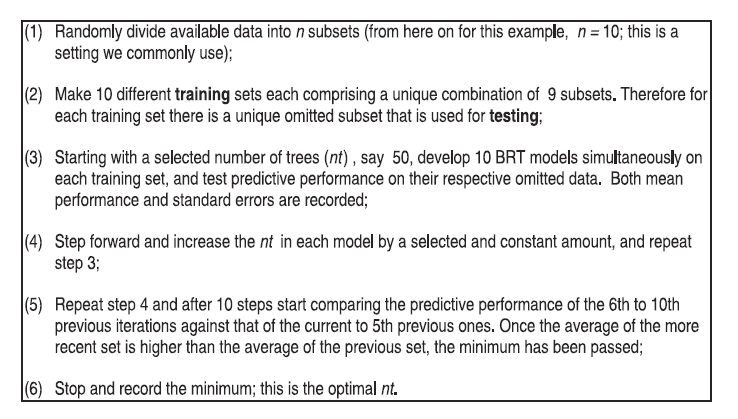 (1) Randomly divide available data into n subsets (from here on for this example, n = 10; this is a
setting we commonly use);
(2) Make 10 different training sets each comprising a unique combination of 9 subsets. Therefore for
each training set there is a unique omitted subset that is used for testing;
(3) Starting with a selected number of trees (nt) , say 50, develop 10 BRT models simultaneously on
each training set, and test predictive performance on their respective omitted data. Both mean
performance and standard errors are recorded;
(4) Step forward and increase the nt in each model by a selected and constant amount, and repeat
step 3;
(5) Repeat step 4 and after 10 steps start comparing the predictive performance of the 6th to 10th
previous iterations against that of the current to 5th previous ones. Once the average of the more
recent set is higher than the average of the previous set, the minimum has been passed;
(6) Stop and record the minimum; this is the optimal nt.